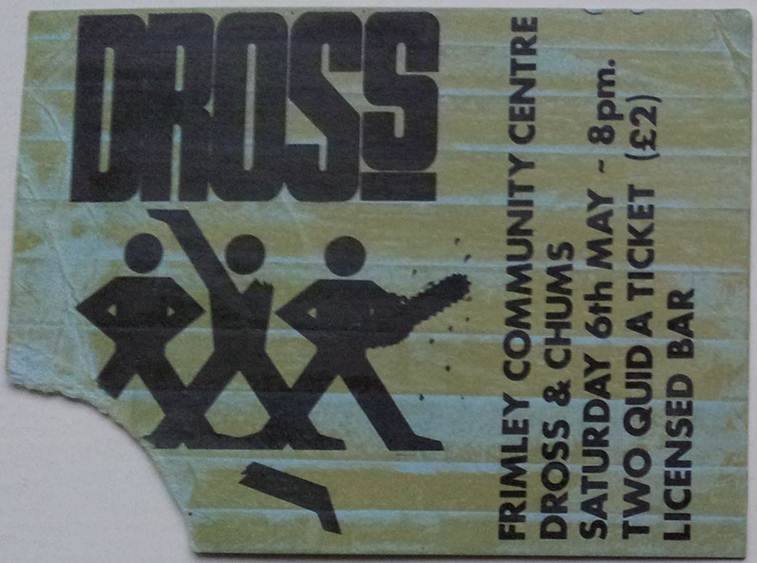 DROSS
FRIMLEY COMMUNITY CENTRE
DROSS & CHUMS
SATURDAY 6th MAY ~ 8pm.
TWO QUID A TICKET (£2)
LICENSED BAR